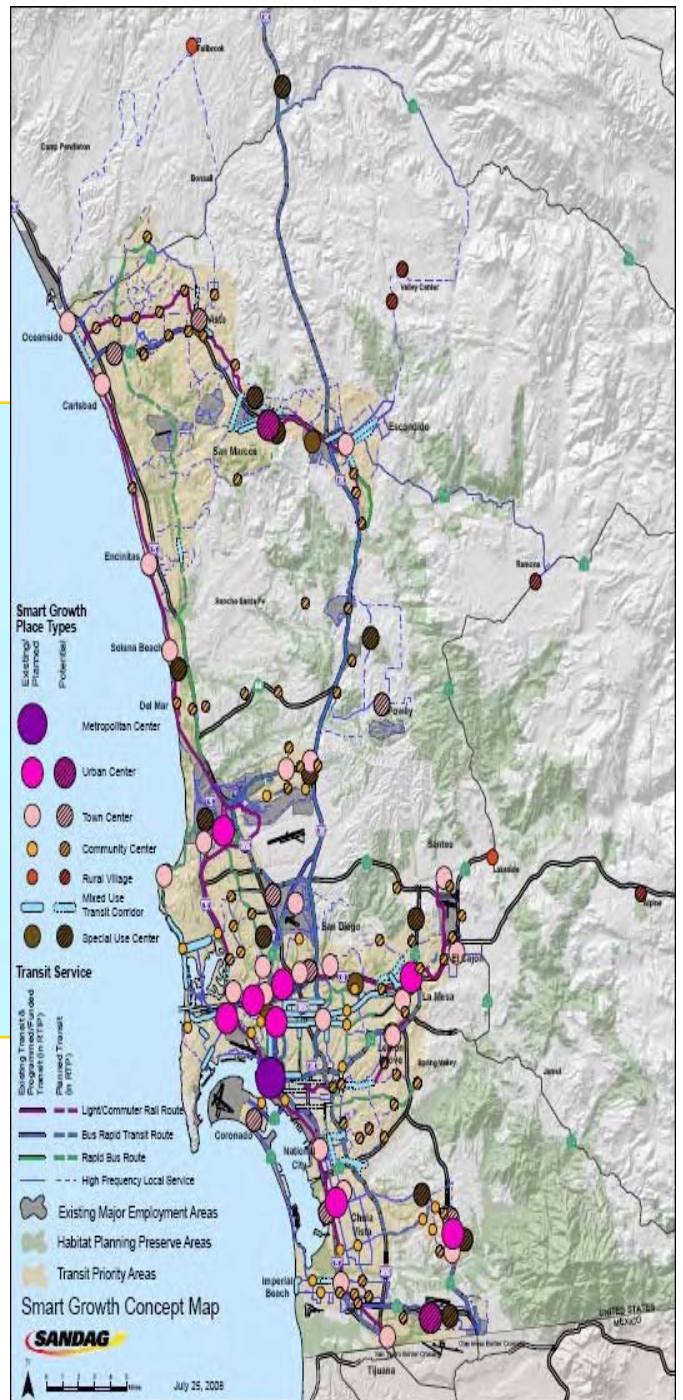 Fallbrook
Camp Pendleton
Bonsall
Valley Center
Vista
Oceanside
Carlsbad
San Marcos
Escondido
Encinitas
Ramona
Rancho Santa Fe
Smart Growth
Place Types
Existing/
Planned
Potential
Solana Beach
Del Mar
Poway
Metropolitan Center
Urban Center
Town Center
Community Center
Rural Village
Mixed Use
Transit Corridor
Special Use Center
Santee
Lakeside
Alpine
San Diego
El Cajon
La Mesa
Lemon
Grove
Spring Valley
Jamul
Transit Service
Existing Transit &
Programmed/Funded
Transit (in RTIP)
Planned Transit
(in RTP)
Light/Commuter Rail Route
Bus Rapid Transit Route
Rapid Bus Route
High Frequency Local Service
Coronado
National
City
Chula
Vista
Existing Major Employment Areas
Habitat Planning Preserve Areas
Transit Priority Areas
Imperial
Beach
Smart Growth Concept Map
SANDAG
UNITED STATES
MEXICO
Tijuana
July 25, 2008